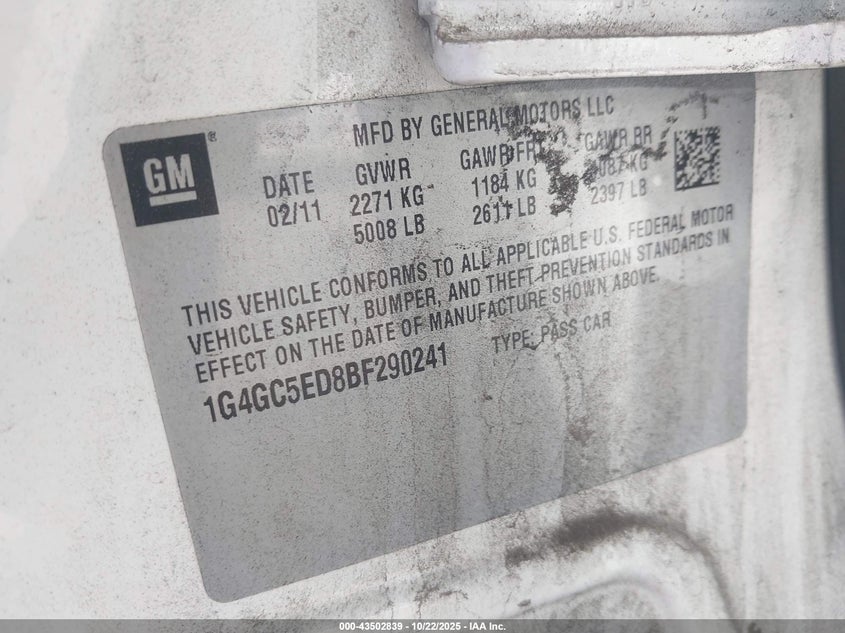 MFD BY GENERAL MOTORS LLC
GM®
DATE GVWR GAWR FRT GAWR RR
02/11 2271 KG 1184 KG
5008 LB 2611 LB 2397 LB
THIS VEHICLE CONFORMS TO ALL APPLICABLE U.S. FEDERAL MOTOR
VEHICLE SAFETY, BUMPER, AND THEFT PREVENTION STANDARDS IN
EFFECT ON THE DATE OF MANUFACTURE SHOWN ABOVE.
1G4GC5ED8BF290241 TYPE: PASS CAR
000-43502839 - 10/22/2025 - IAA Inc.